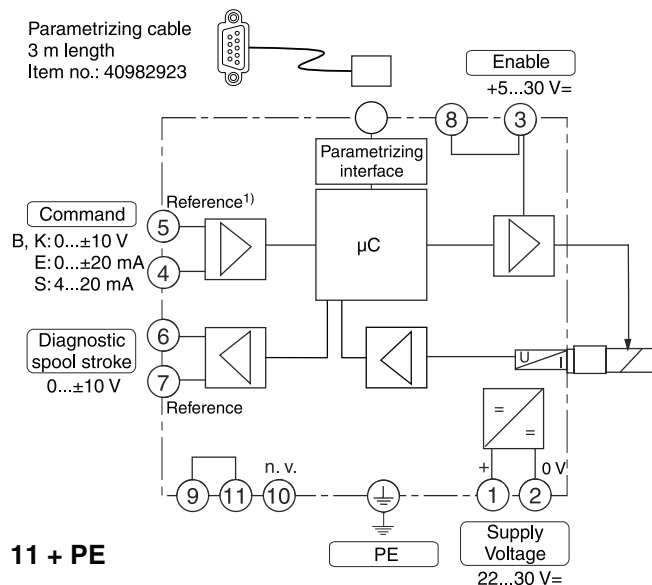 Parametrizing cable
3 m length
Item no.: 40982923
Enable
+5...30 V=
8
3
Parametrizing
interface
Reference1)
Command
5
B, K: 0...±10 V
E: 0...±20 mA
S: 4...20 mA
4
µC
6
Diagnostic
spool stroke
0...±10 V
7
Reference
U
I
=
=
+
0 V
n. v.
9
11
10
1
2
PE
Supply
Voltage
22...30 V=
11 + PE